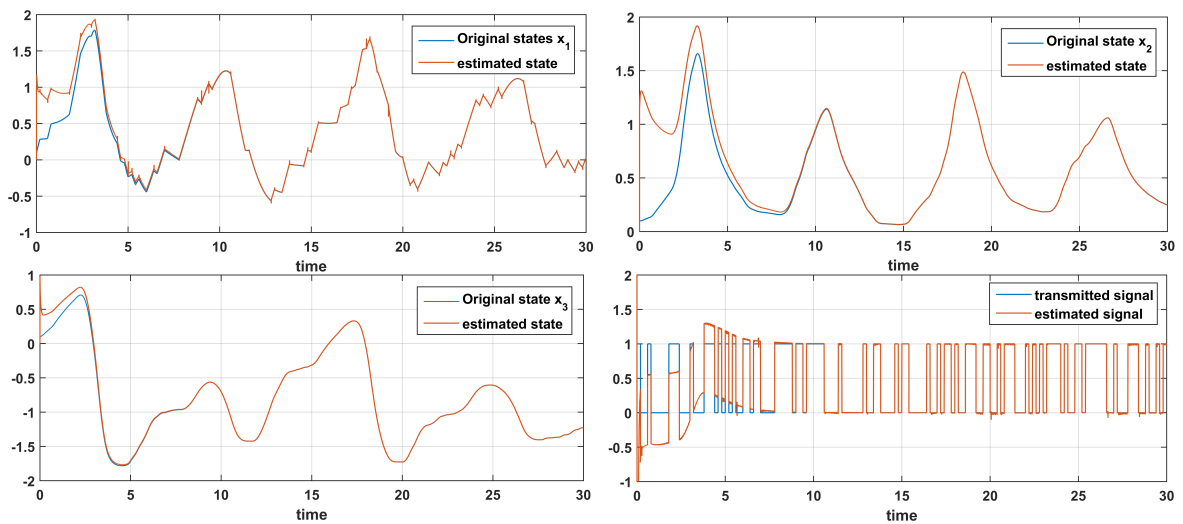 2
1.5
1
0.5
0
-0.5
-1
0 5 10 15 20 25 30
time
Original states x1
estimated state
2
1.5
1
0.5
0
0 5 10 15 20 25 30
time
Original state x2
estimated state
1
0.5
0
-0.5
-1
-1.5
-2
0 5 10 15 20 25 30
time
Original state x3
estimated state
2
1.5
1
0.5
0
-0.5
-1
0 5 10 15 20 25 30
time
transmitted signal
estimated signal